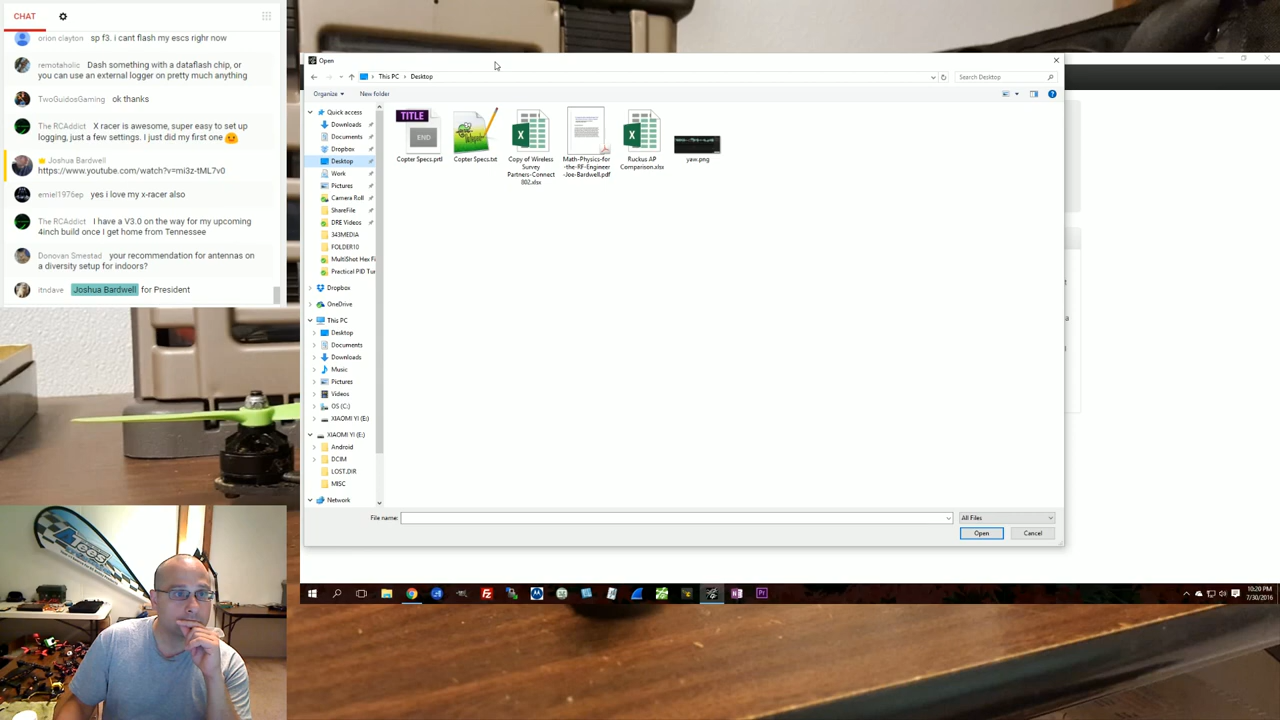 CHAT
orion clayton sp f3. i cant flash my escs righr now
remotaholic Dash something with a dataflash chip, or
you can use an external logger on pretty much anything
TwoGuidosGaming ok thanks
The RCAddict X racer is awesome, super easy to set up
logging, just a few settings. I just did my first one
Joshua Bardwell
https://www.youtube.com/watch?v=mi3z-tML7v0
emiel1976ep yes i love my x-racer also
The RCAddict I have a V3.0 on the way for my upcoming
4inch build once I get home from Tennessee
Donovan Smestad your recommendation for antennas on
a diversity setup for indoors?
itndave Joshua Bardwell for President
Open
This PC > Desktop
Search Desktop
Organize
New folder
Quick access
Downloads
Documents
Dropbox
Desktop
Work
Pictures
Camera Roll
ShareFile
DRE Videos
343MEDIA
FOLDER10
MultiShot Hex Fi
Practical PID Tur
Dropbox
OneDrive
This PC
Desktop
Documents
Downloads
Music
Pictures
Videos
OS (C:)
XIAOMI YI (E:)
XIAOMI YI (E:)
Android
DCIM
LOST.DIR
MISC
Network
TITLE
END
Copter Specs.prtl
Copter Specs.txt
Copy of Wireless
Survey
Partners-Connect
802.xlsx
Math-Physics-for
-the-RF-Engineer
-Joe-Bardwell.pdf
Ruckus AP
Comparison.xlsx
yaw.png
File name:
All Files
Open
Cancel
10:20 PM
7/30/2016